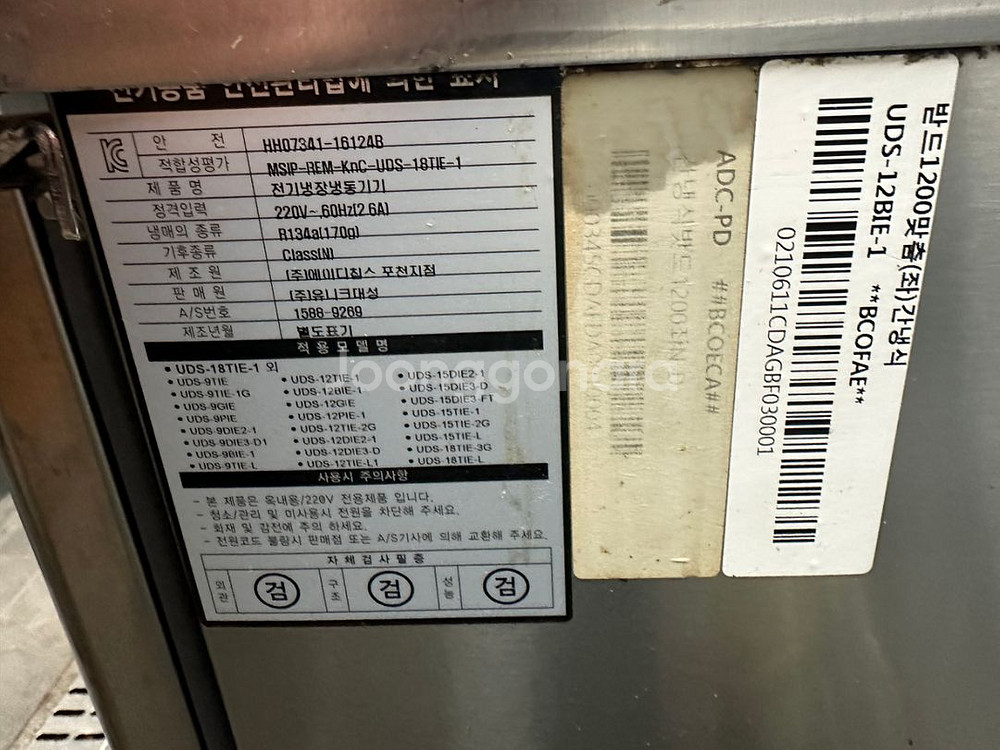 전기용품 안전관리법에 의한 표시
안 전 HH07341-16124B
적합성평가 MSIP-REM-KnC-UDS-18TIE-1
제 품 명 전기냉장냉동기기
정격입력 220V~,60Hz(2.6A)
냉매의 종류 R134a(170g)
기후종류 Class(N)
제 조 원 (주)에이디칩스 포천지점
판 매 원 (주)유니크대성
A/S번호 1588-9269
제조년월 별도표기
적 용 모 델 명
• UDS-18TIE-1 외
• UDS-9TIE • UDS-12TIE-1 • UDS-15DIE2-1
• UDS-9TIE-1G • UDS-12BIE-1 • UDS-15DIE3-D
• UDS-9GIE • UDS-12GIE • UDS-15DIE3-FT
• UDS-9PIE • UDS-12PIE-1 • UDS-15TIE-1
• UDS-9DIE2-1 • UDS-12TIE-2G • UDS-15TIE-2G
• UDS-9DIE3-D1 • UDS-12DIE2-1 • UDS-15TIE-L
• UDS-9BIE-1 • UDS-12DIE3-D • UDS-18TIE-3G
• UDS-9TIE-L • UDS-12TIE-L1 • UDS-18TIE-L
사용시 주의사항
- 본 제품은 옥내용/220V 전용제품 입니다.
- 청소/관리 및 미사용시 전원을 차단해 주세요.
- 화재 및 감전에 주의 하세요.
- 전원코드 불량시 판매점 또는 A/S기사에 의해 교환해 주세요.
자 체 검 사 필 증
외관 검 구조 검 성능 검
ADC-PD ##BCOECA##
받드1200맞춤(좌)간냉식
UDS-12BIE-1 **BCOFAE**
0210611CDAGBF030001